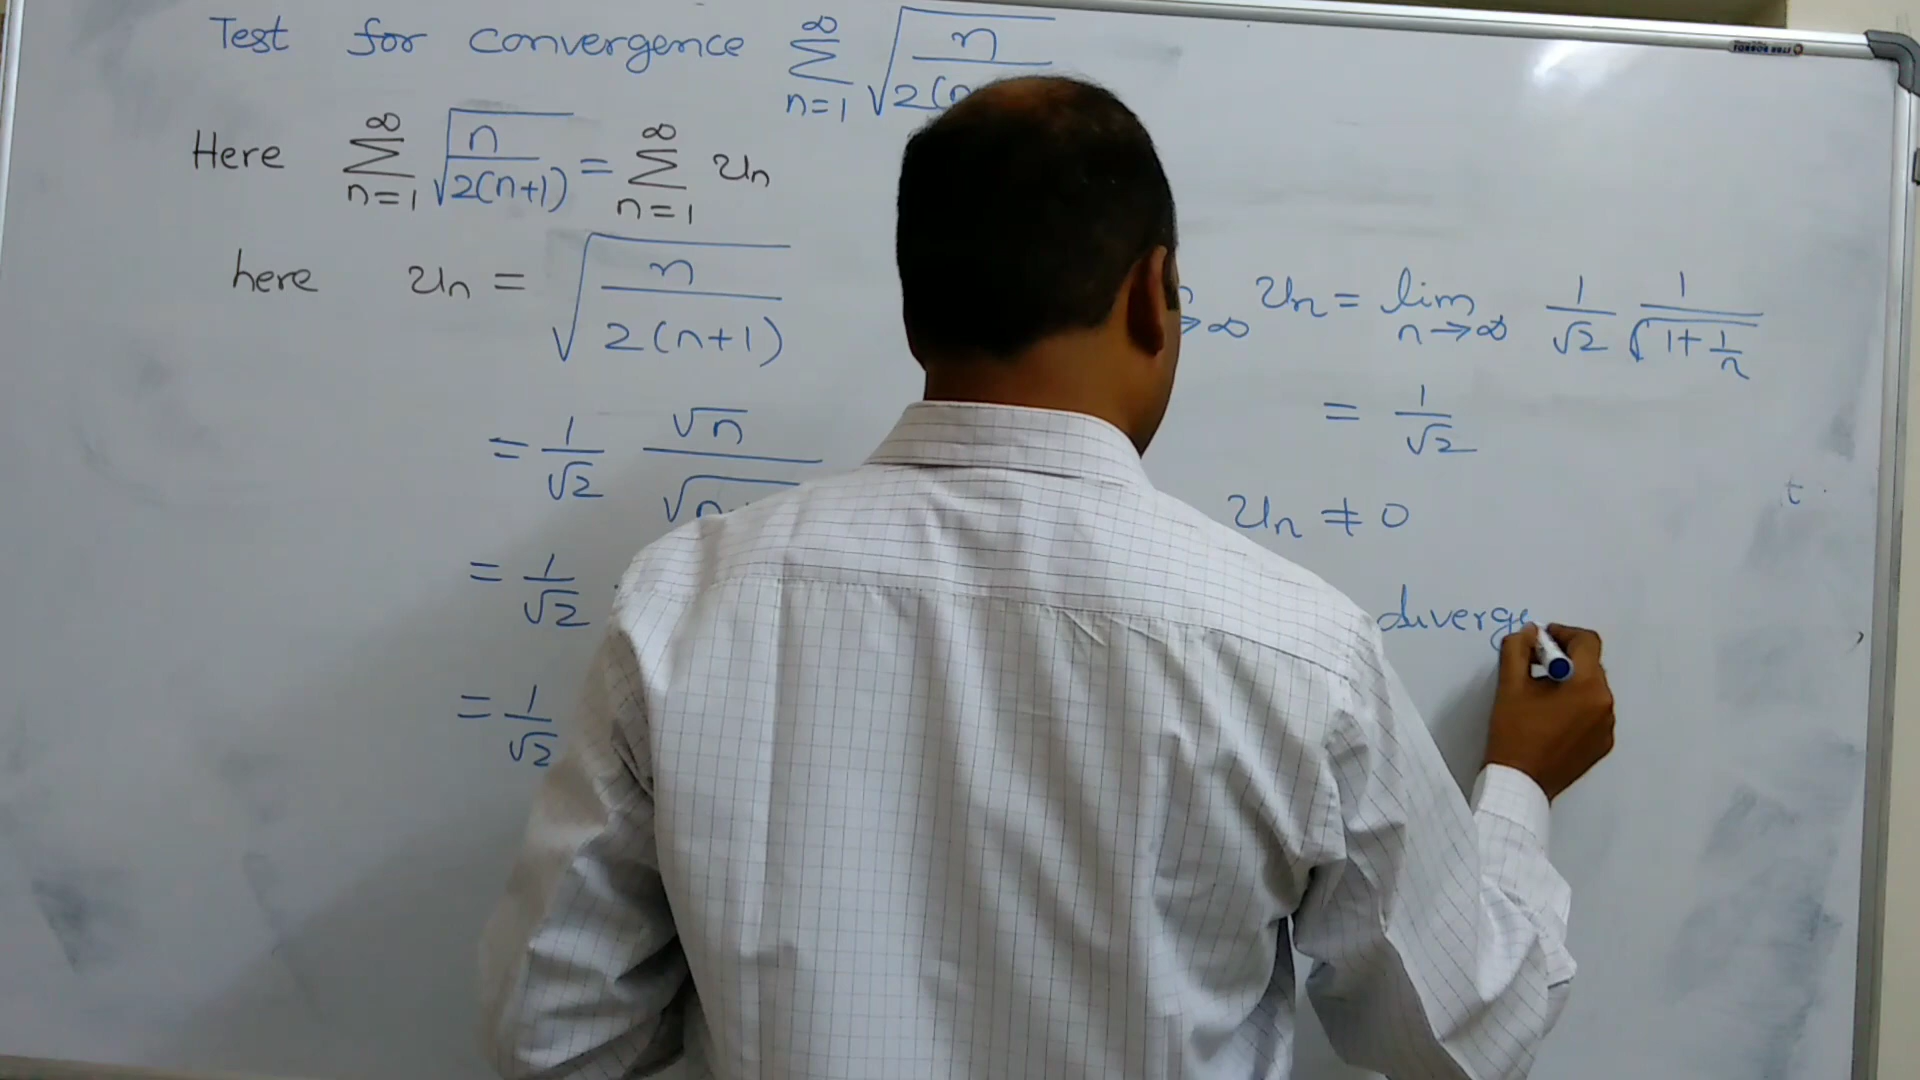 Test for convergence ∞ Σ n=1 √ n / 2(n
Here ∞ Σ n=1 √ n / 2(n+1) = ∞ Σ n=1 un
here un = √ n / 2(n+1)
= 1/√2 √n / √n
= 1/√2
= 1/√2
→∞ un = lim n→∞ 1/√2 1/√1+1/n
= 1/√2
un ≠ 0
diverge